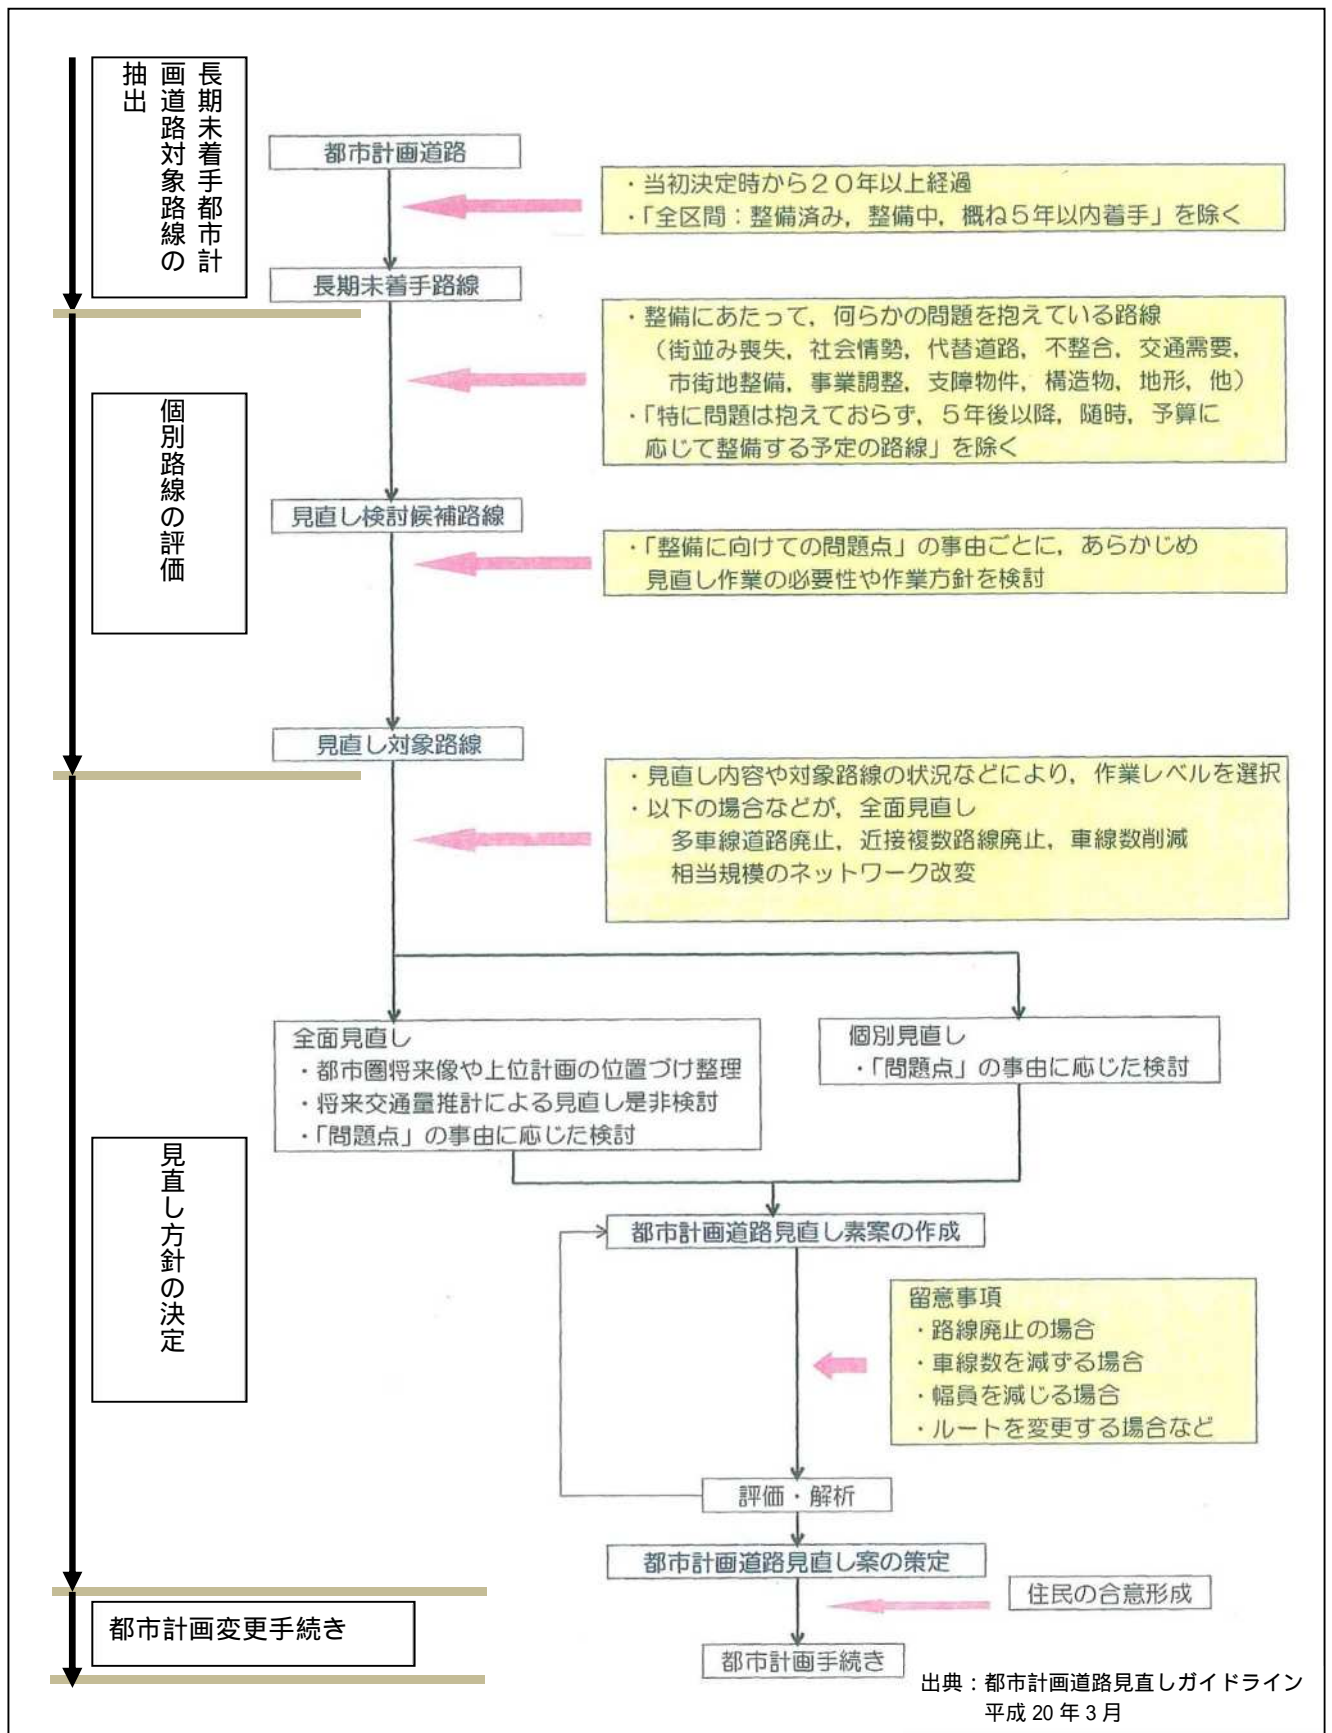 長期未着手都市計
画道路対象路線の
抽出
都市計画道路
・当初決定時から20年以上経過
・「全区間：整備済み，整備中，概ね5年以内着手」を除く
長期未着手路線
・整備にあたって，何らかの問題を抱えている路線
（街並み喪失，社会情勢，代替道路，不整合，交通需要，
市街地整備，事業調整，支障物件，構造物，地形，他）
・「特に問題は抱えておらず，5年後以降，随時，予算に
応じて整備する予定の路線」を除く
個別路線の評価
見直し検討候補路線
・「整備に向けての問題点」の事由ごとに，あらかじめ
見直し作業の必要性や作業方針を検討
見直し対象路線
・見直し内容や対象路線の状況などにより，作業レベルを選択
・以下の場合などが，全面見直し
多車線道路廃止，近接複数路線廃止，車線数削減
相当規模のネットワーク改変
全面見直し
・都市圏将来像や上位計画の位置づけ整理
・将来交通量推計による見直し是非検討
・「問題点」の事由に応じた検討
個別見直し
・「問題点」の事由に応じた検討
見直し方針の決定
都市計画道路見直し素案の作成
留意事項
・路線廃止の場合
・車線数を減ずる場合
・幅員を減じる場合
・ルートを変更する場合など
評価・解析
都市計画道路見直し案の策定
住民の合意形成
都市計画変更手続き
都市計画手続き
出典：都市計画道路見直しガイドライン
平成20年3月